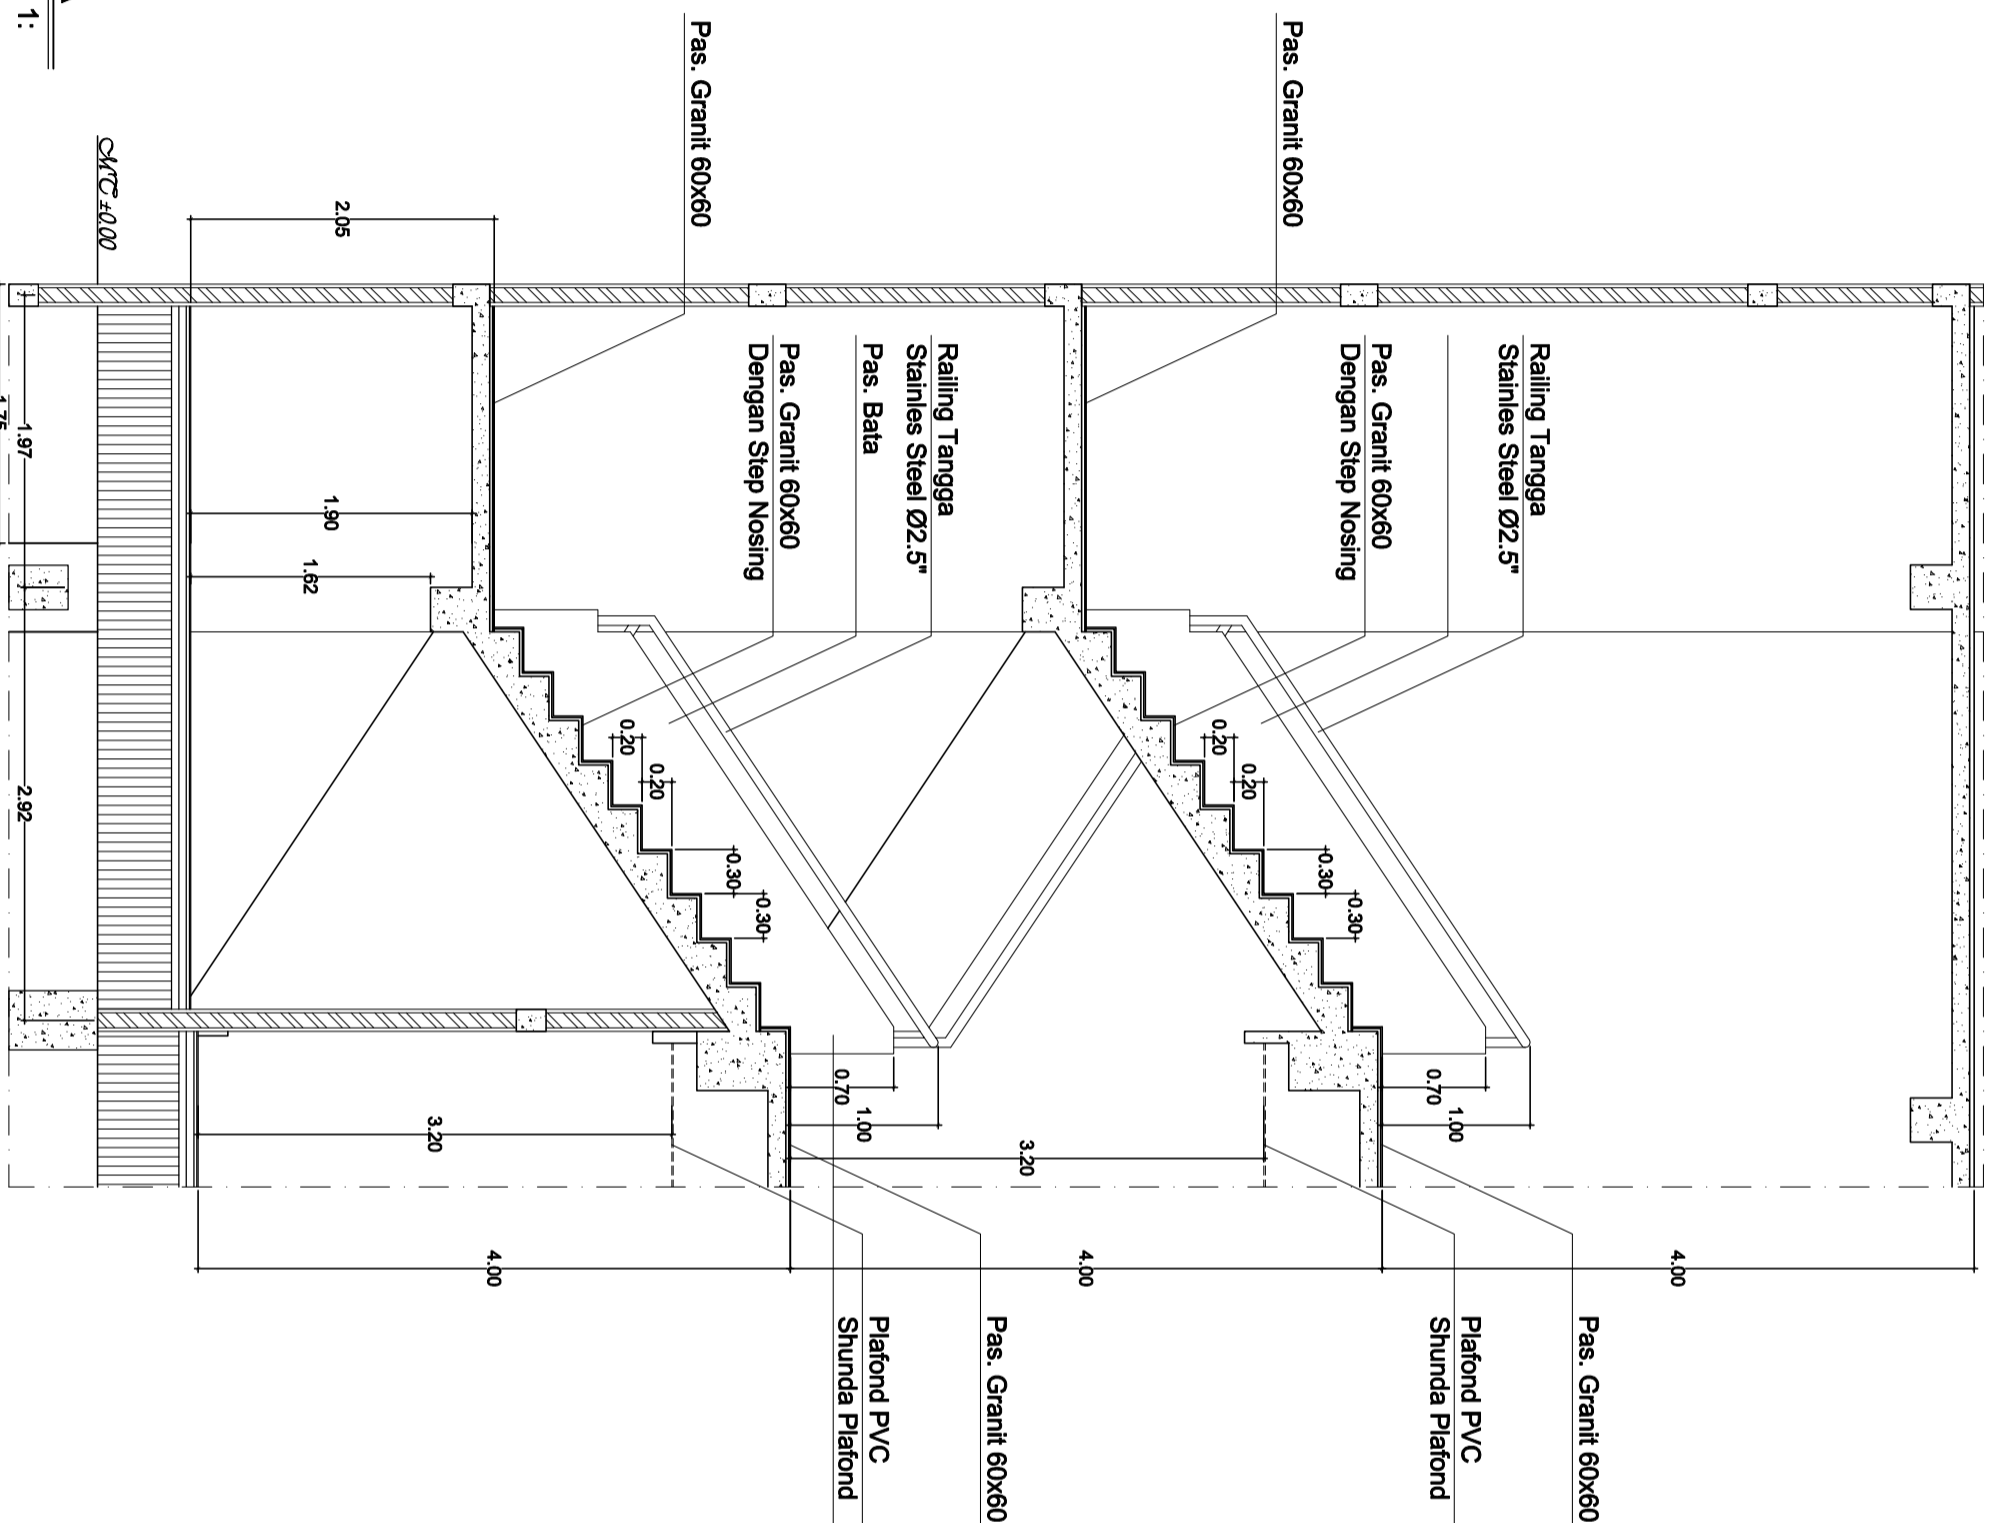 Pas. Granit 60x60
Plafond PVC
Shunda Plafond
4.00
Railing Tangga
Stainles Steel Ø2.5"
Pas. Granit 60x60
Dengan Step Nosing
0.20
0.20
0.30
0.30
0.70
1.00
Pas. Granit 60x60
3.20
4.00
Pas. Granit 60x60
Plafond PVC
Shunda Plafond
Railing Tangga
Stainles Steel Ø2.5"
Pas. Bata
Pas. Granit 60x60
Dengan Step Nosing
0.20
0.20
0.30
0.30
0.70
1.00
Pas. Granit 60x60
2.05
1.90
1.62
3.20
4.00
MT ±0.00
1.97
2.92
1.75
1: